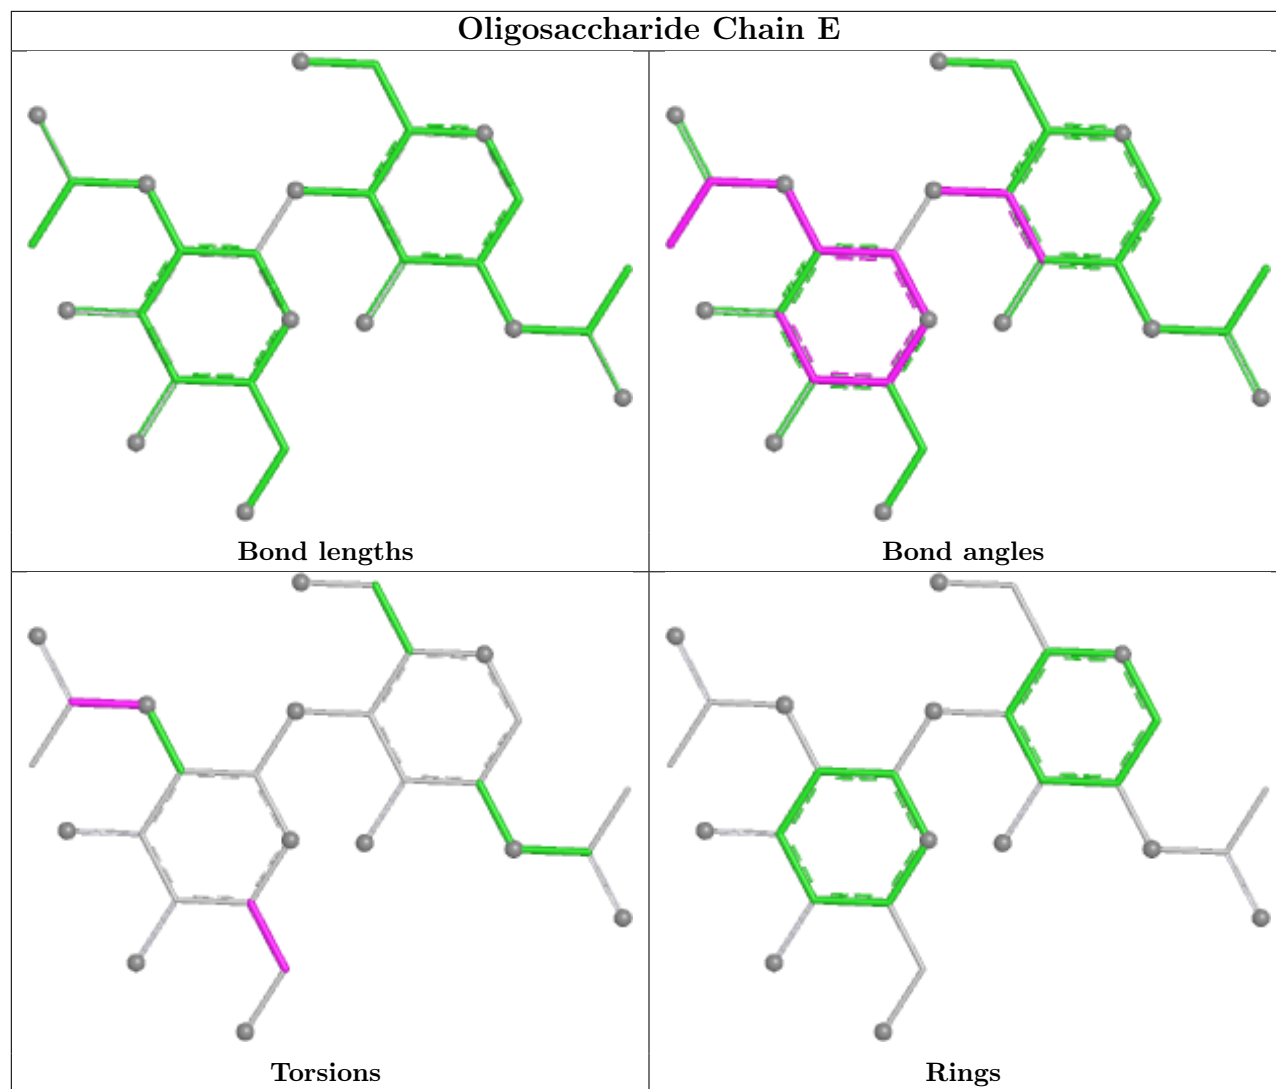 Oligosaccharide Chain E
Bond lengths
Bond angles
Torsions
Rings